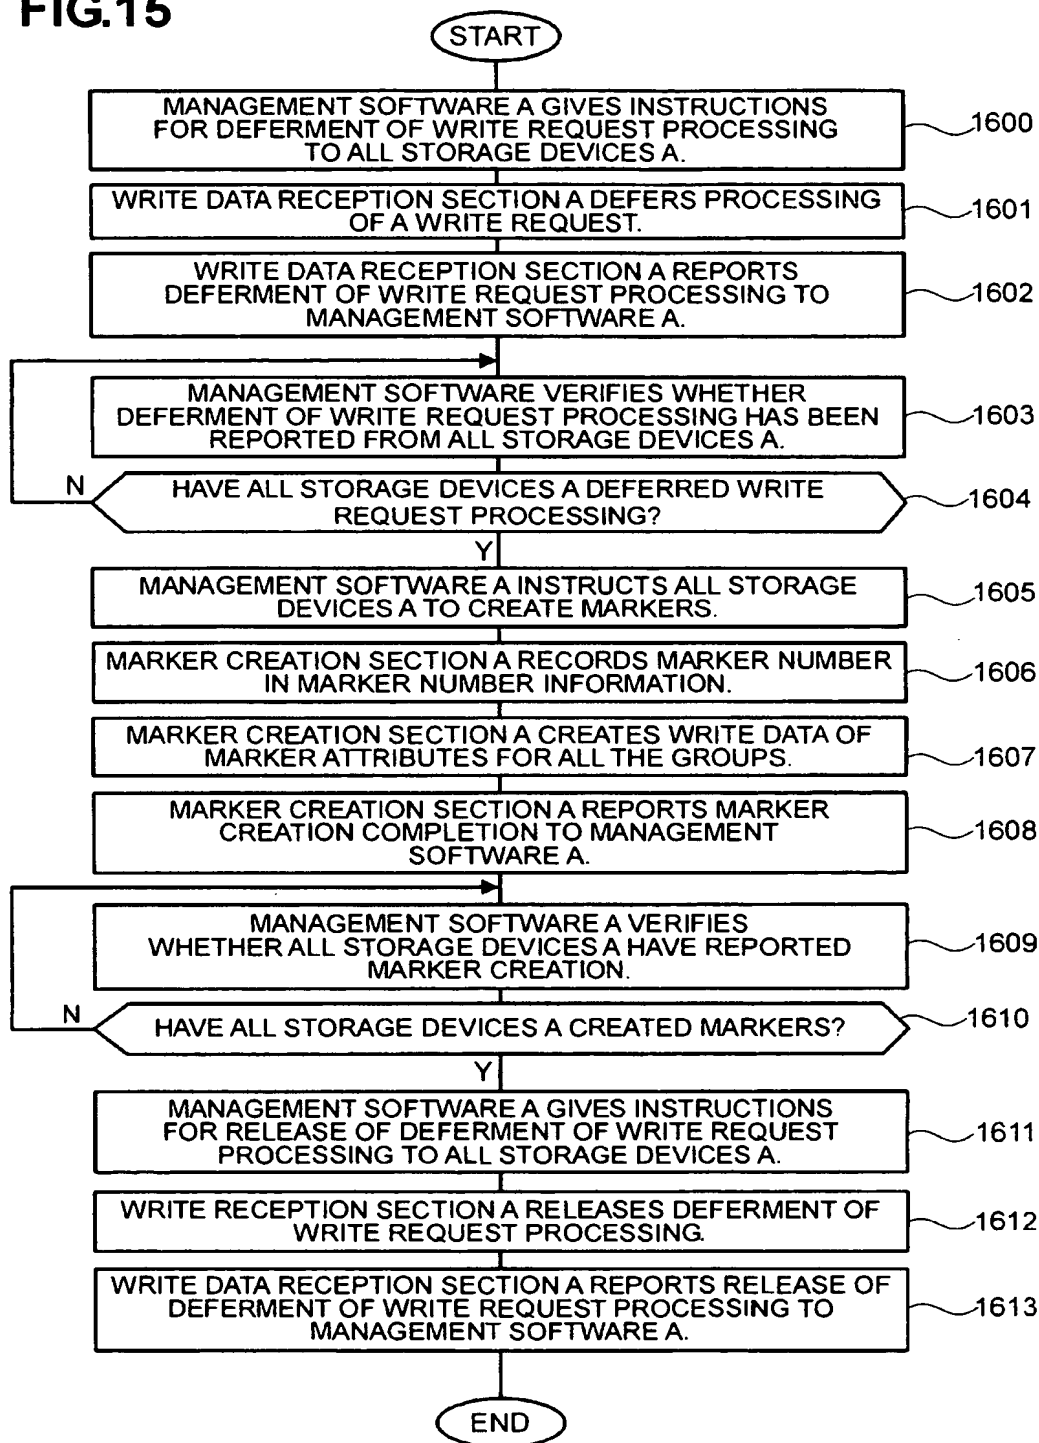 FIG.15
START
MANAGEMENT SOFTWARE A GIVES INSTRUCTIONS
FOR DEFERMENT OF WRITE REQUEST PROCESSING
TO ALL STORAGE DEVICES A.
1600
WRITE DATA RECEPTION SECTION A DEFERS PROCESSING
OF A WRITE REQUEST.
1601
WRITE DATA RECEPTION SECTION A REPORTS
DEFERMENT OF WRITE REQUEST PROCESSING TO
MANAGEMENT SOFTWARE A.
1602
MANAGEMENT SOFTWARE VERIFIES WHETHER
DEFERMENT OF WRITE REQUEST PROCESSING HAS BEEN
REPORTED FROM ALL STORAGE DEVICES A.
1603
N
HAVE ALL STORAGE DEVICES A DEFERRED WRITE
REQUEST PROCESSING?
1604
Y
MANAGEMENT SOFTWARE A INSTRUCTS ALL STORAGE
DEVICES A TO CREATE MARKERS.
1605
MARKER CREATION SECTION A RECORDS MARKER NUMBER
IN MARKER NUMBER INFORMATION.
1606
MARKER CREATION SECTION A CREATES WRITE DATA OF
MARKER ATTRIBUTES FOR ALL THE GROUPS.
1607
MARKER CREATION SECTION A REPORTS MARKER
CREATION COMPLETION TO MANAGEMENT
SOFTWARE A.
1608
MANAGEMENT SOFTWARE A VERIFIES
WHETHER ALL STORAGE DEVICES A HAVE REPORTED
MARKER CREATION.
1609
N
HAVE ALL STORAGE DEVICES A CREATED MARKERS?
1610
Y
MANAGEMENT SOFTWARE A GIVES INSTRUCTIONS
FOR RELEASE OF DEFERMENT OF WRITE REQUEST
PROCESSING TO ALL STORAGE DEVICES A.
1611
WRITE RECEPTION SECTION A RELEASES DEFERMENT OF
WRITE REQUEST PROCESSING.
1612
WRITE DATA RECEPTION SECTION A REPORTS RELEASE OF
DEFERMENT OF WRITE REQUEST PROCESSING TO
MANAGEMENT SOFTWARE A.
1613
END